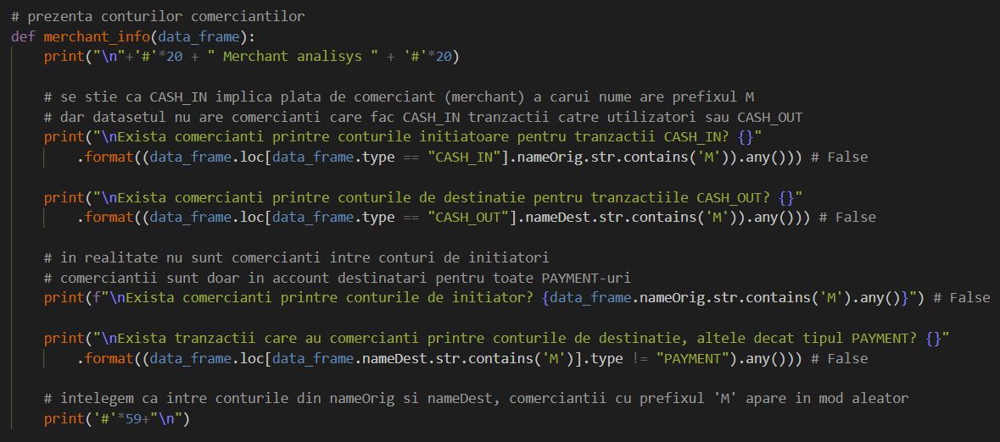 # prezenta conturilor comerciantilor
def merchant_info(data_frame):
    print("\n"+'#'*20 + " Merchant analisys " + '#'*20)
    # se stie ca CASH_IN implica plata de comerciant (merchant) a carui nume are prefixul M
    # dar datasetul nu are comercianti care fac CASH_IN tranzactii catre utilizatori sau CASH_OUT
    print("\nExista comercianti printre conturile initiatoare pentru tranzactii CASH_IN? {}"
        .format((data_frame.loc[data_frame.type == "CASH_IN"].nameOrig.str.contains('M')).any())) # False
    print("\nExista comercianti printre conturile de destinatie pentru tranzactiile CASH_OUT? {}"
        .format((data_frame.loc[data_frame.type == "CASH_OUT"].nameDest.str.contains('M')).any())) # False
    # in realitate nu sunt comercianti intre conturi de initiatori
    # comerciantii sunt doar in account destinatari pentru toate PAYMENT-uri
    print(f"\nExista comercianti printre conturile de initiator? {data_frame.nameOrig.str.contains('M').any()}") # False
    print("\nExista tranzactii care au comercianti printre conturile de destinatie, altele decat tipul PAYMENT? {}"
        .format((data_frame.loc[data_frame.nameDest.str.contains('M')].type != "PAYMENT").any())) # False
    # intelegem ca intre conturile din nameOrig si nameDest, comerciantii cu prefixul 'M' apare in mod aleator
    print('#'*59+"\n")